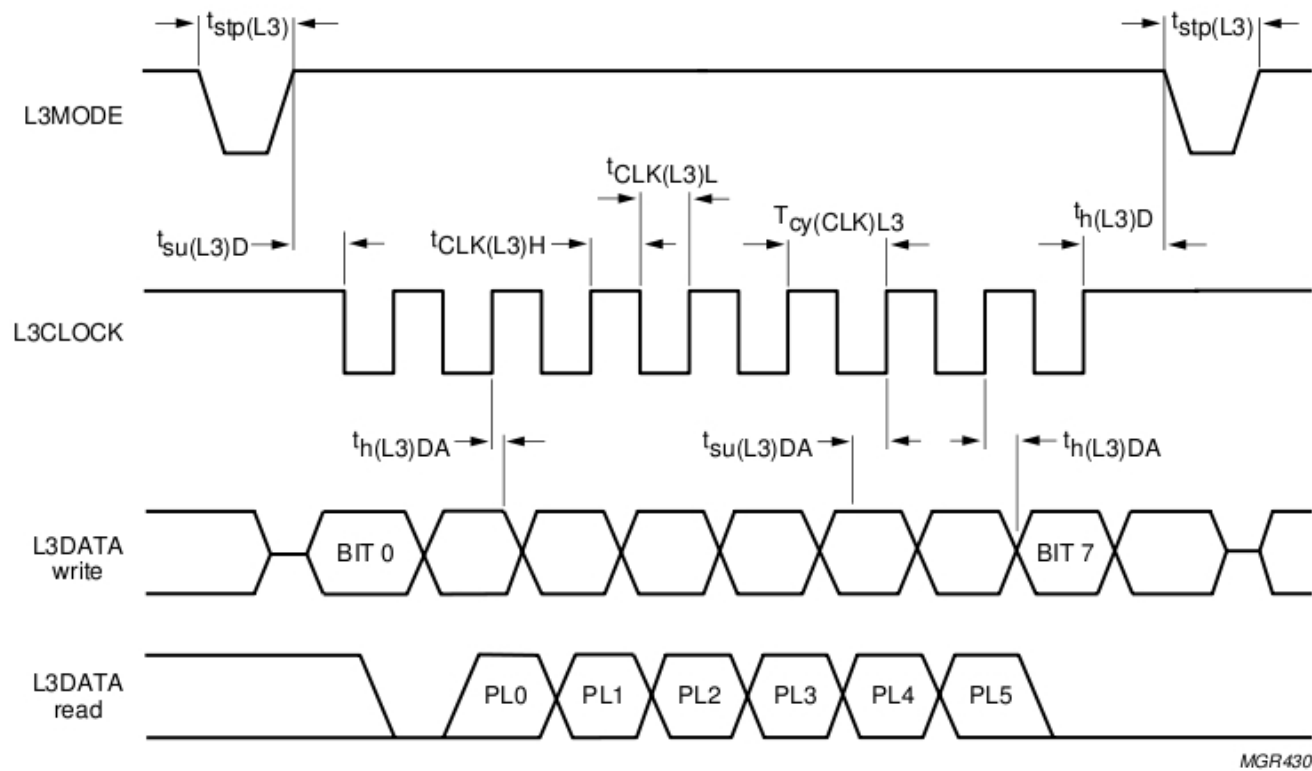 tstp(L3)
tstp(L3)
L3MODE
tCLK(L3)L
tsu(L3)D
tCLK(L3)H
Tcy(CLK)L3
th(L3)D
L3CLOCK
th(L3)DA
tsu(L3)DA
th(L3)DA
L3DATA
write
BIT 0
BIT 7
L3DATA
read
PL0
PL1
PL2
PL3
PL4
PL5
MGR430